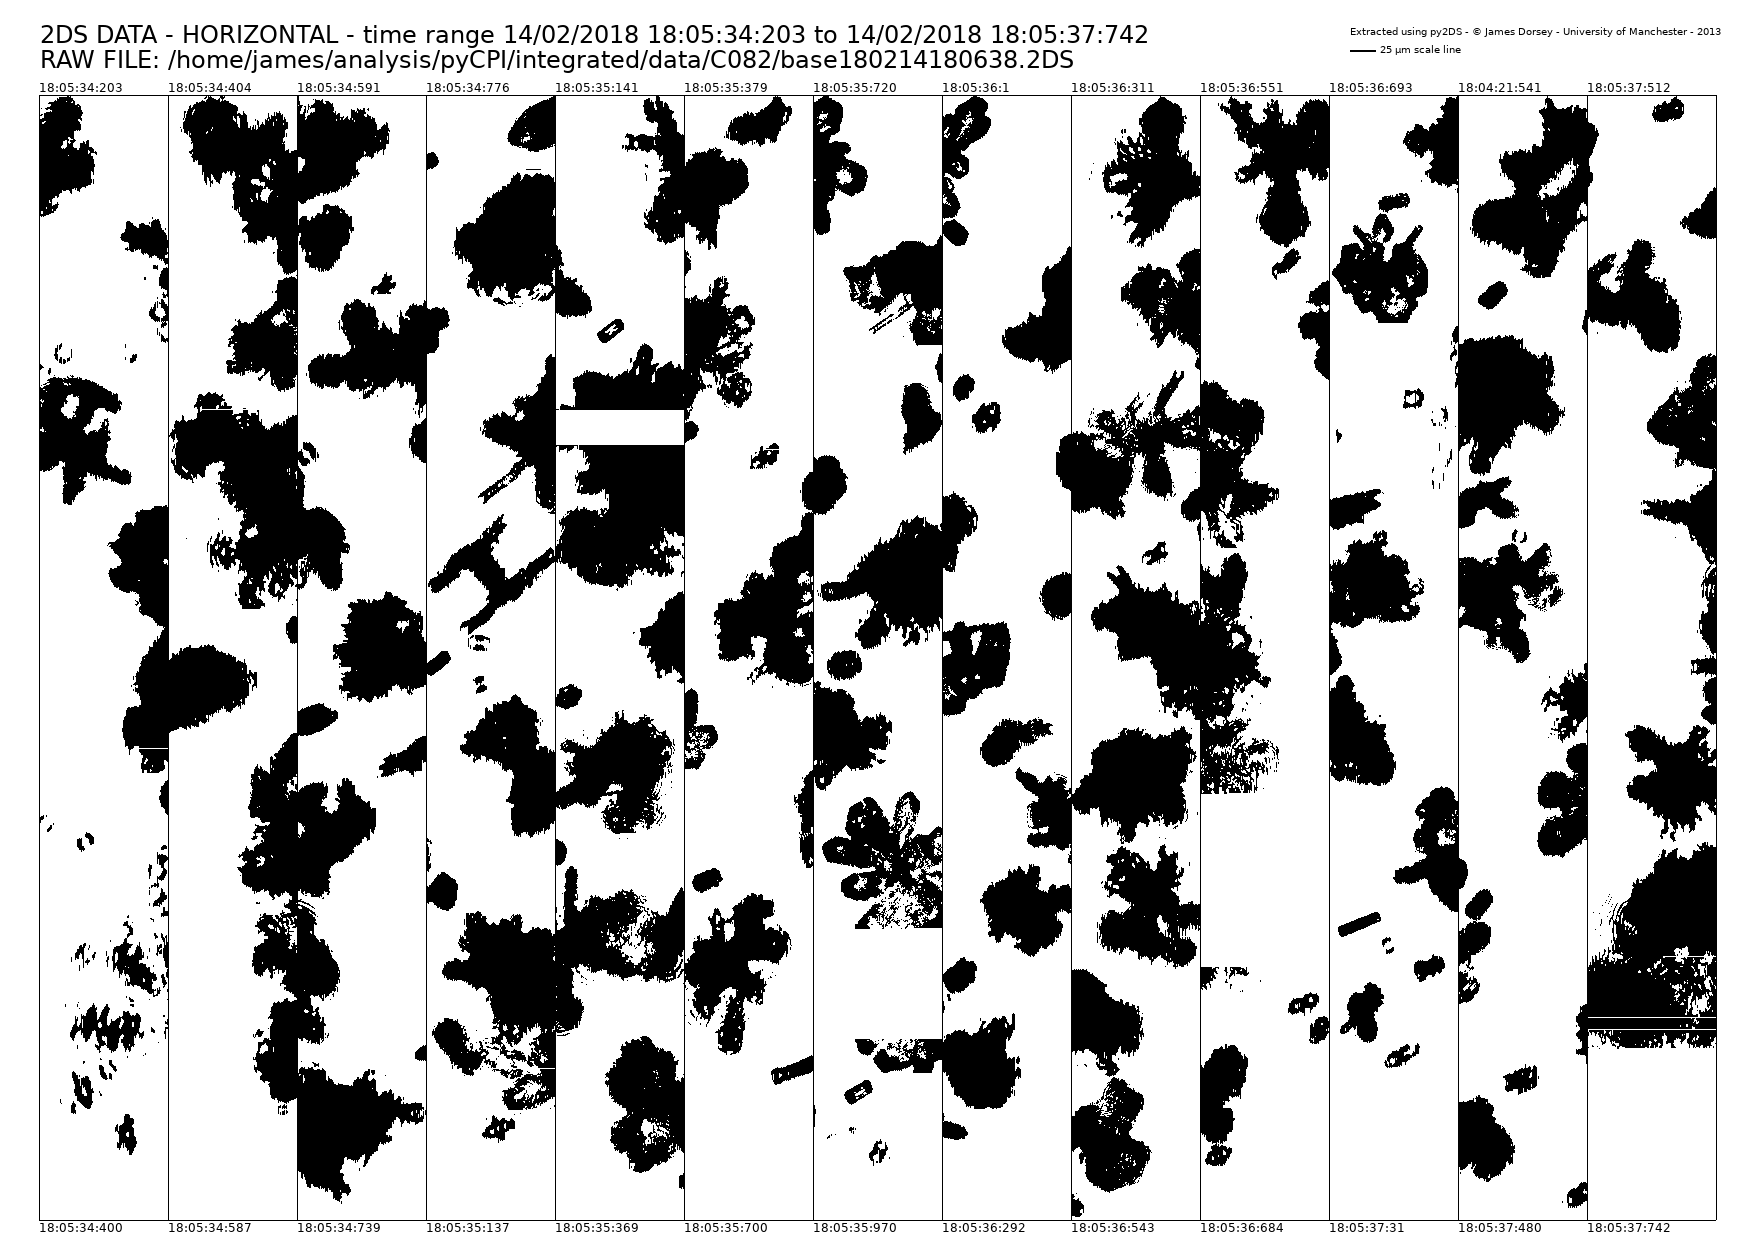 2DS DATA - HORIZONTAL - time range 14/02/2018 18:05:34:203 to 14/02/2018 18:05:37:742
RAW FILE: /home/james/analysis/pyCPI/integrated/data/C082/base180214180638.2DS
Extracted using py2DS - © James Dorsey - University of Manchester - 2013
25 µm scale line
18:05:34:203 18:05:34:404 18:05:34:591 18:05:34:776 18:05:35:141 18:05:35:379 18:05:35:720 18:05:36:1 18:05:36:311 18:05:36:551 18:05:36:693 18:04:21:541 18:05:37:512
18:05:34:400 18:05:34:587 18:05:34:739 18:05:35:137 18:05:35:369 18:05:35:700 18:05:35:970 18:05:36:292 18:05:36:543 18:05:36:684 18:05:37:31 18:05:37:480 18:05:37:742